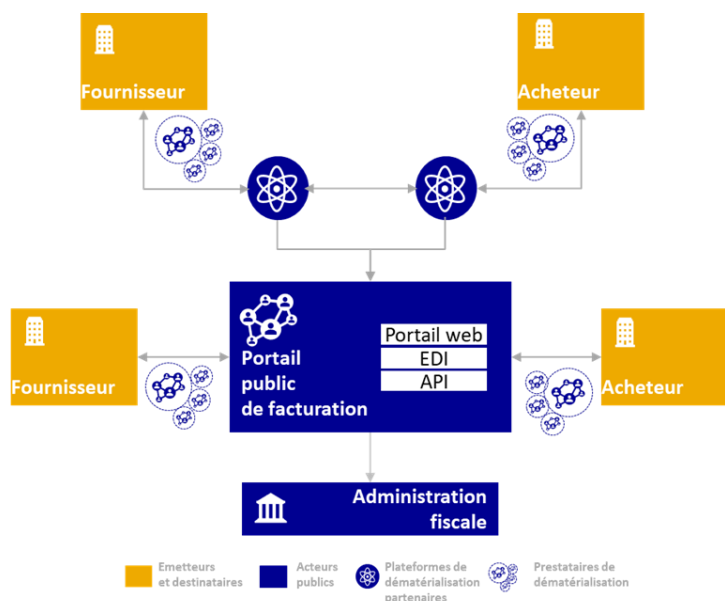 Fournisseur
Acheteur
Fournisseur
Portail
public
de facturation
Portail web
EDI
API
Acheteur
Administration
fiscale
Emetteurs
et destinataires
Acteurs
publics
Plateformes de
dématérialisation
partenaires
Prestataires de
dématérialisation